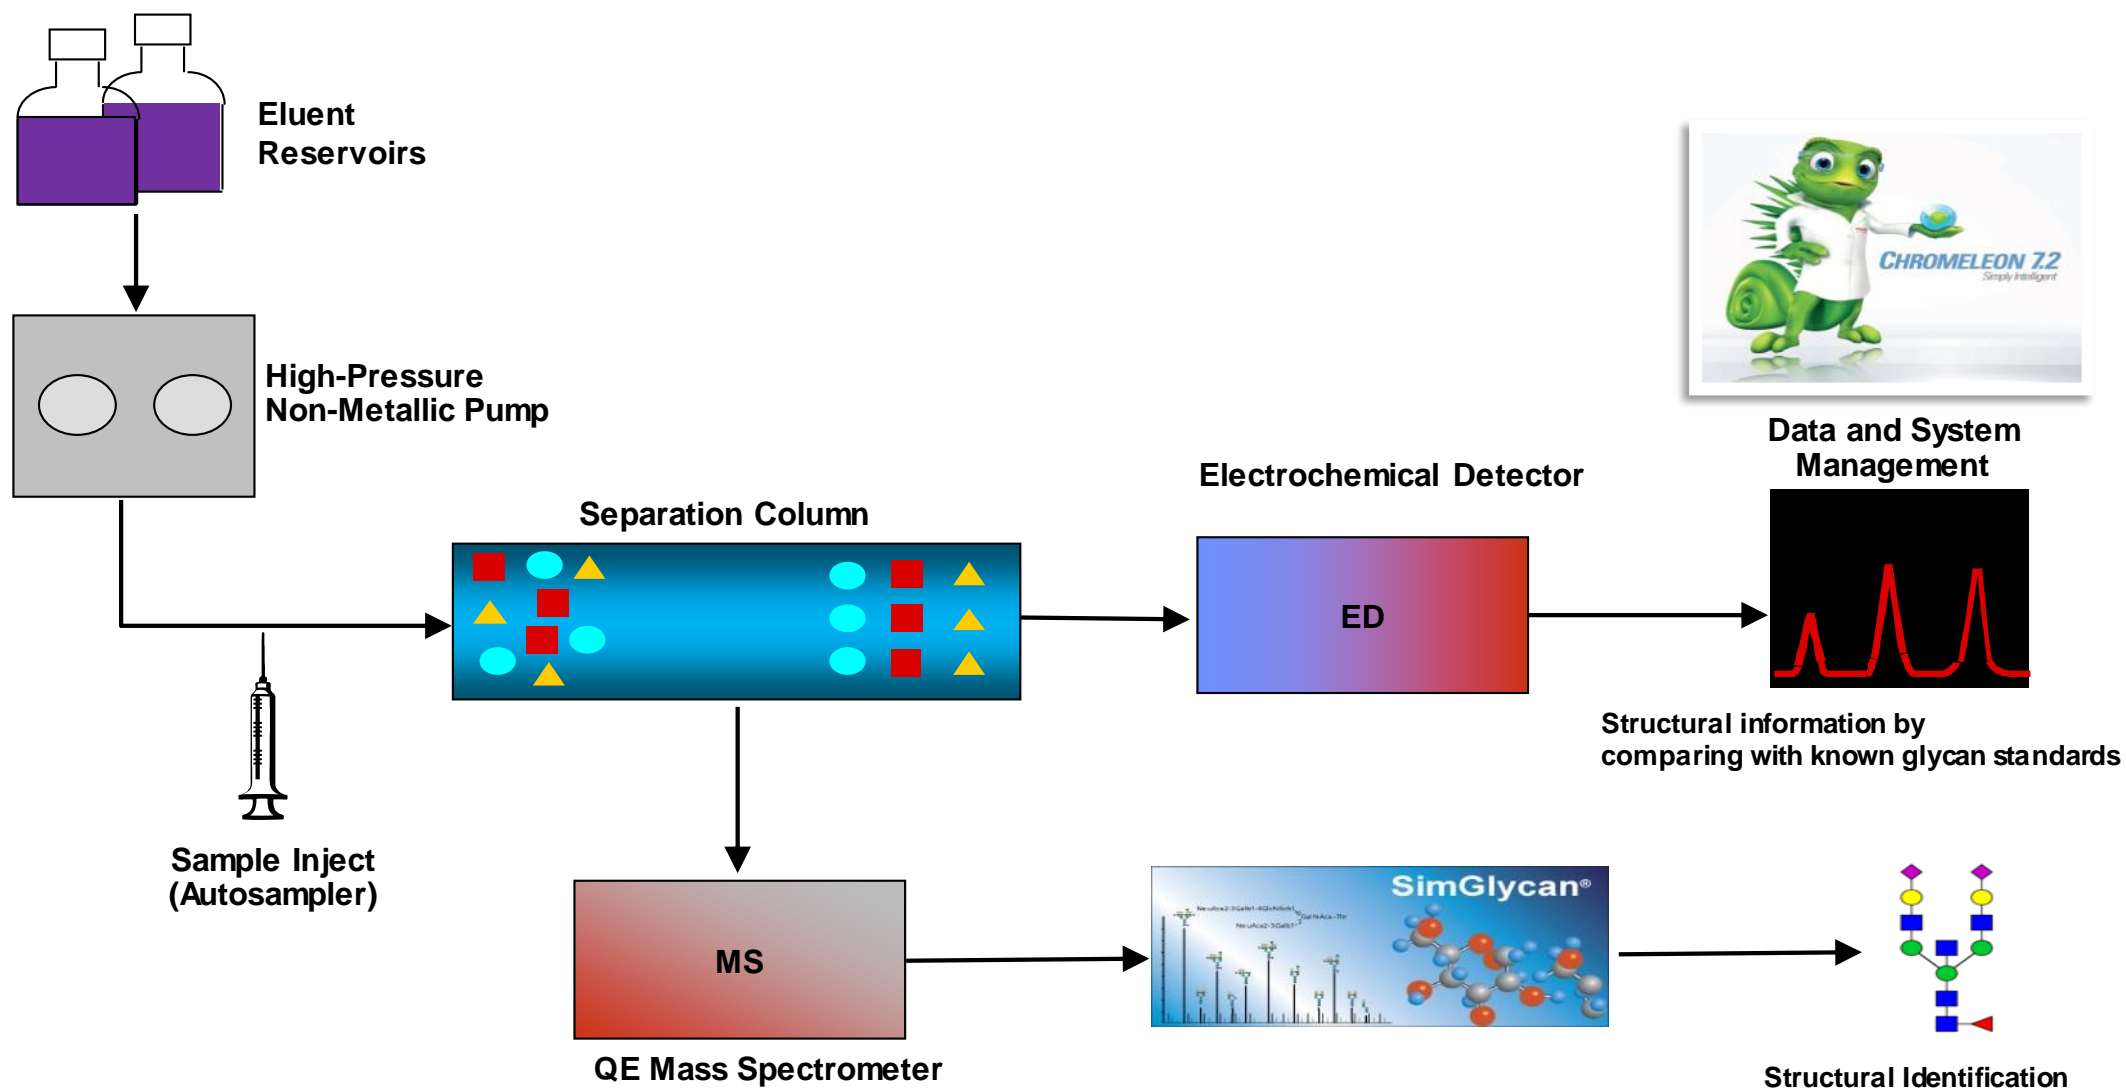 Eluent
Reservoirs
CHROMELEON 7.2
Simply Intelligent
High-Pressure
Non-Metallic Pump
Data and System
Management
Electrochemical Detector
Separation Column
ED
Structural information by
comparing with known glycan standards
Sample Inject
(Autosampler)
SimGlycan®
MS
QE Mass Spectrometer
Structural Identification